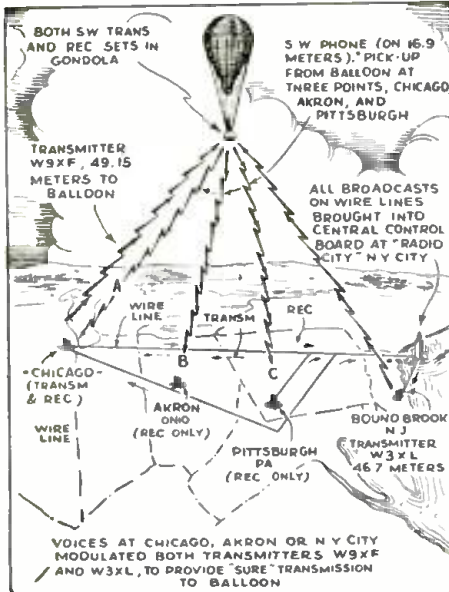 BOTH SW TRANS
AND REC SETS IN
GONDOLA
SW PHONE (ON 16.9
METERS). "PICK-UP
FROM BALLOON AT
THREE POINTS, CHICAGO,
AKRON, AND
PITTSBURGH
TRANSMITTER
W9XF, 49.15
METERS TO
BALLOON
ALL BROADCASTS
ON WIRE LINES
BROUGHT INTO
CENTRAL CONTROL
BOARD AT "RADIO
CITY" N Y CITY
A
WIRE
LINE
TRANSM
REC
B
C
-CHICAGO-
(TRANSM
& REC)
AKRON
OHIO
(REC ONLY)
WIRE
LINE
PITTSBURGH
PA
(REC ONLY)
BOUND BROOK
N J
TRANSMITTER
W3XL
46.7 METERS
VOICES AT CHICAGO, AKRON OR N Y CITY
MODULATED BOTH TRANSMITTERS W9XF
AND W3XL, TO PROVIDE "SURE" TRANSMISSION
TO BALLOON